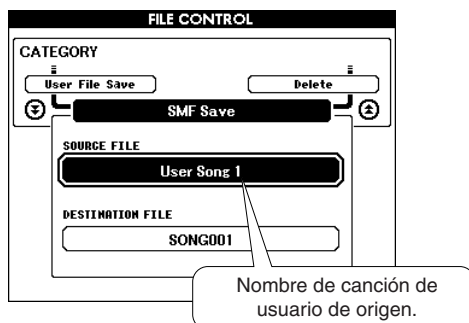 FILE CONTROL
CATEGORY
User File Save
Delete
SMF Save
SOURCE FILE
User Song 1
DESTINATION FILE
SONG001
Nombre de canción de
usuario de origen.